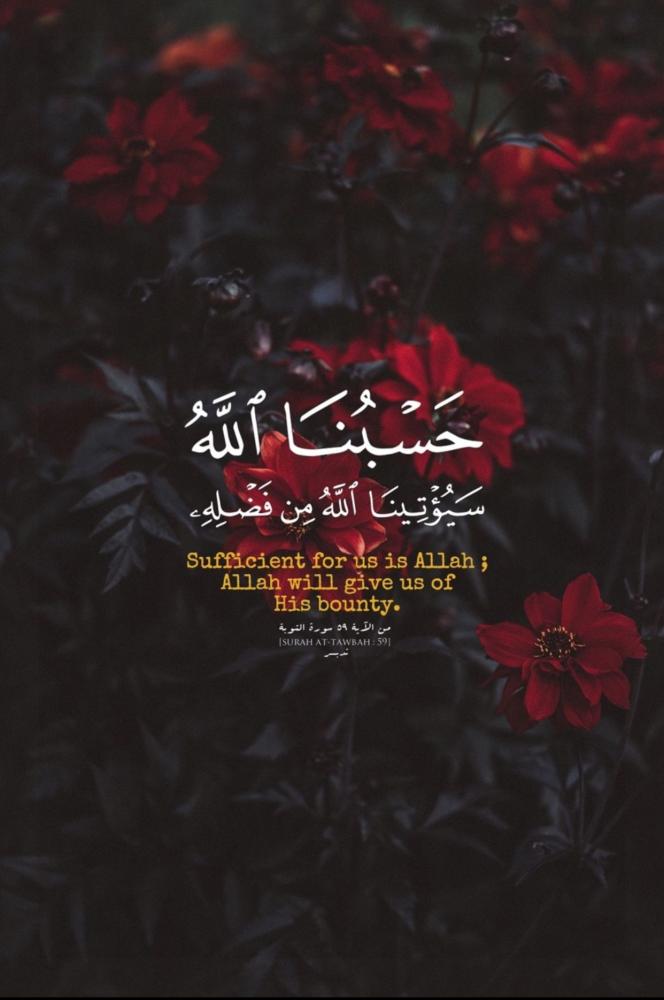 حَسْبُنَا ٱللَّهُ
سَيُؤْتِينَا ٱللَّهُ مِن فَضْلِهِۦ
Sufficient for us is Allah ;
Allah will give us of
His bounty.
من الآية ٥٩ سورة التوبة
[SURAH AT-TAWBAH : 59]